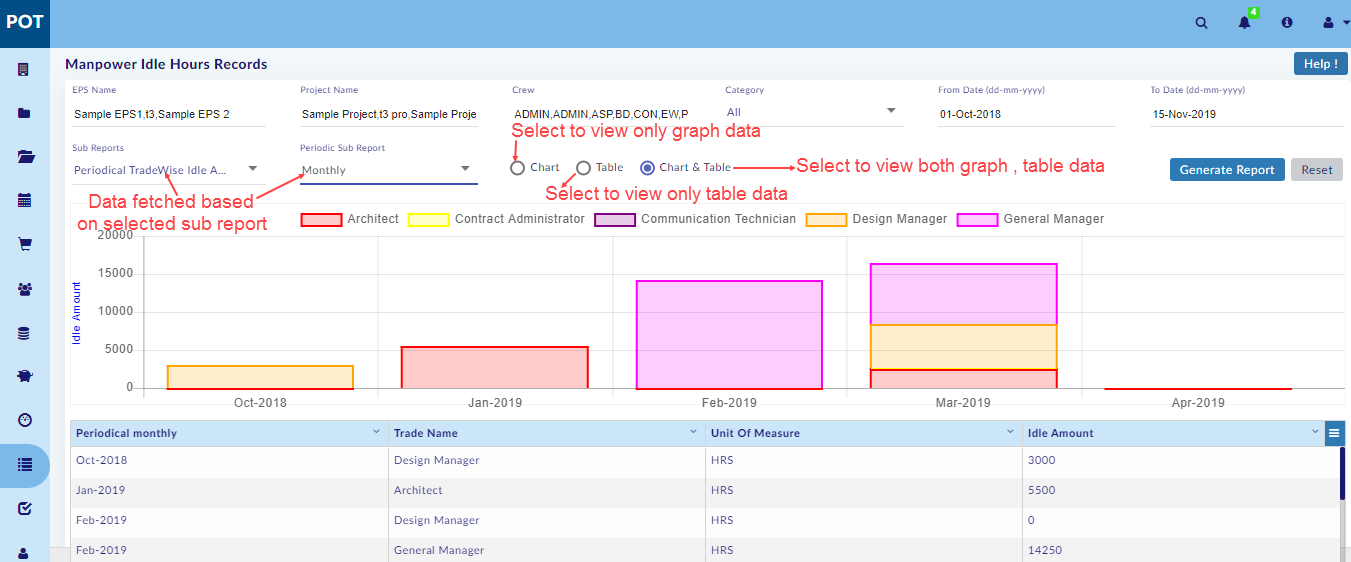 POT
4
Manpower Idle Hours Records
Help !
EPS Name
Project Name
Crew
Category
From Date (dd-mm-yyyy)
To Date (dd-mm-yyyy)
Sample EPS1,t3,Sample EPS 2
Sample Project,t3 pro,Sample Proje
ADMIN,ADMIN,ASP,BD,CON,EW,P
All
01-Oct-2018
15-Nov-2019
Select to view only graph data
Sub Reports
Periodic Sub Report
Periodical TradeWise Idle A...
Monthly
Chart
Table
Chart & Table
Select to view both graph , table data
Generate Report
Reset
Select to view only table data
Data fetched based
on selected sub report
Architect
Contract Administrator
Communication Technician
Design Manager
General Manager
Idle Amount
20000
15000
10000
5000
0
Oct-2018
Jan-2019
Feb-2019
Mar-2019
Apr-2019
Periodical monthly
Trade Name
Unit Of Measure
Idle Amount
Oct-2018
Design Manager
HRS
3000
Jan-2019
Architect
HRS
5500
Feb-2019
Design Manager
HRS
0
Feb-2019
General Manager
HRS
14250